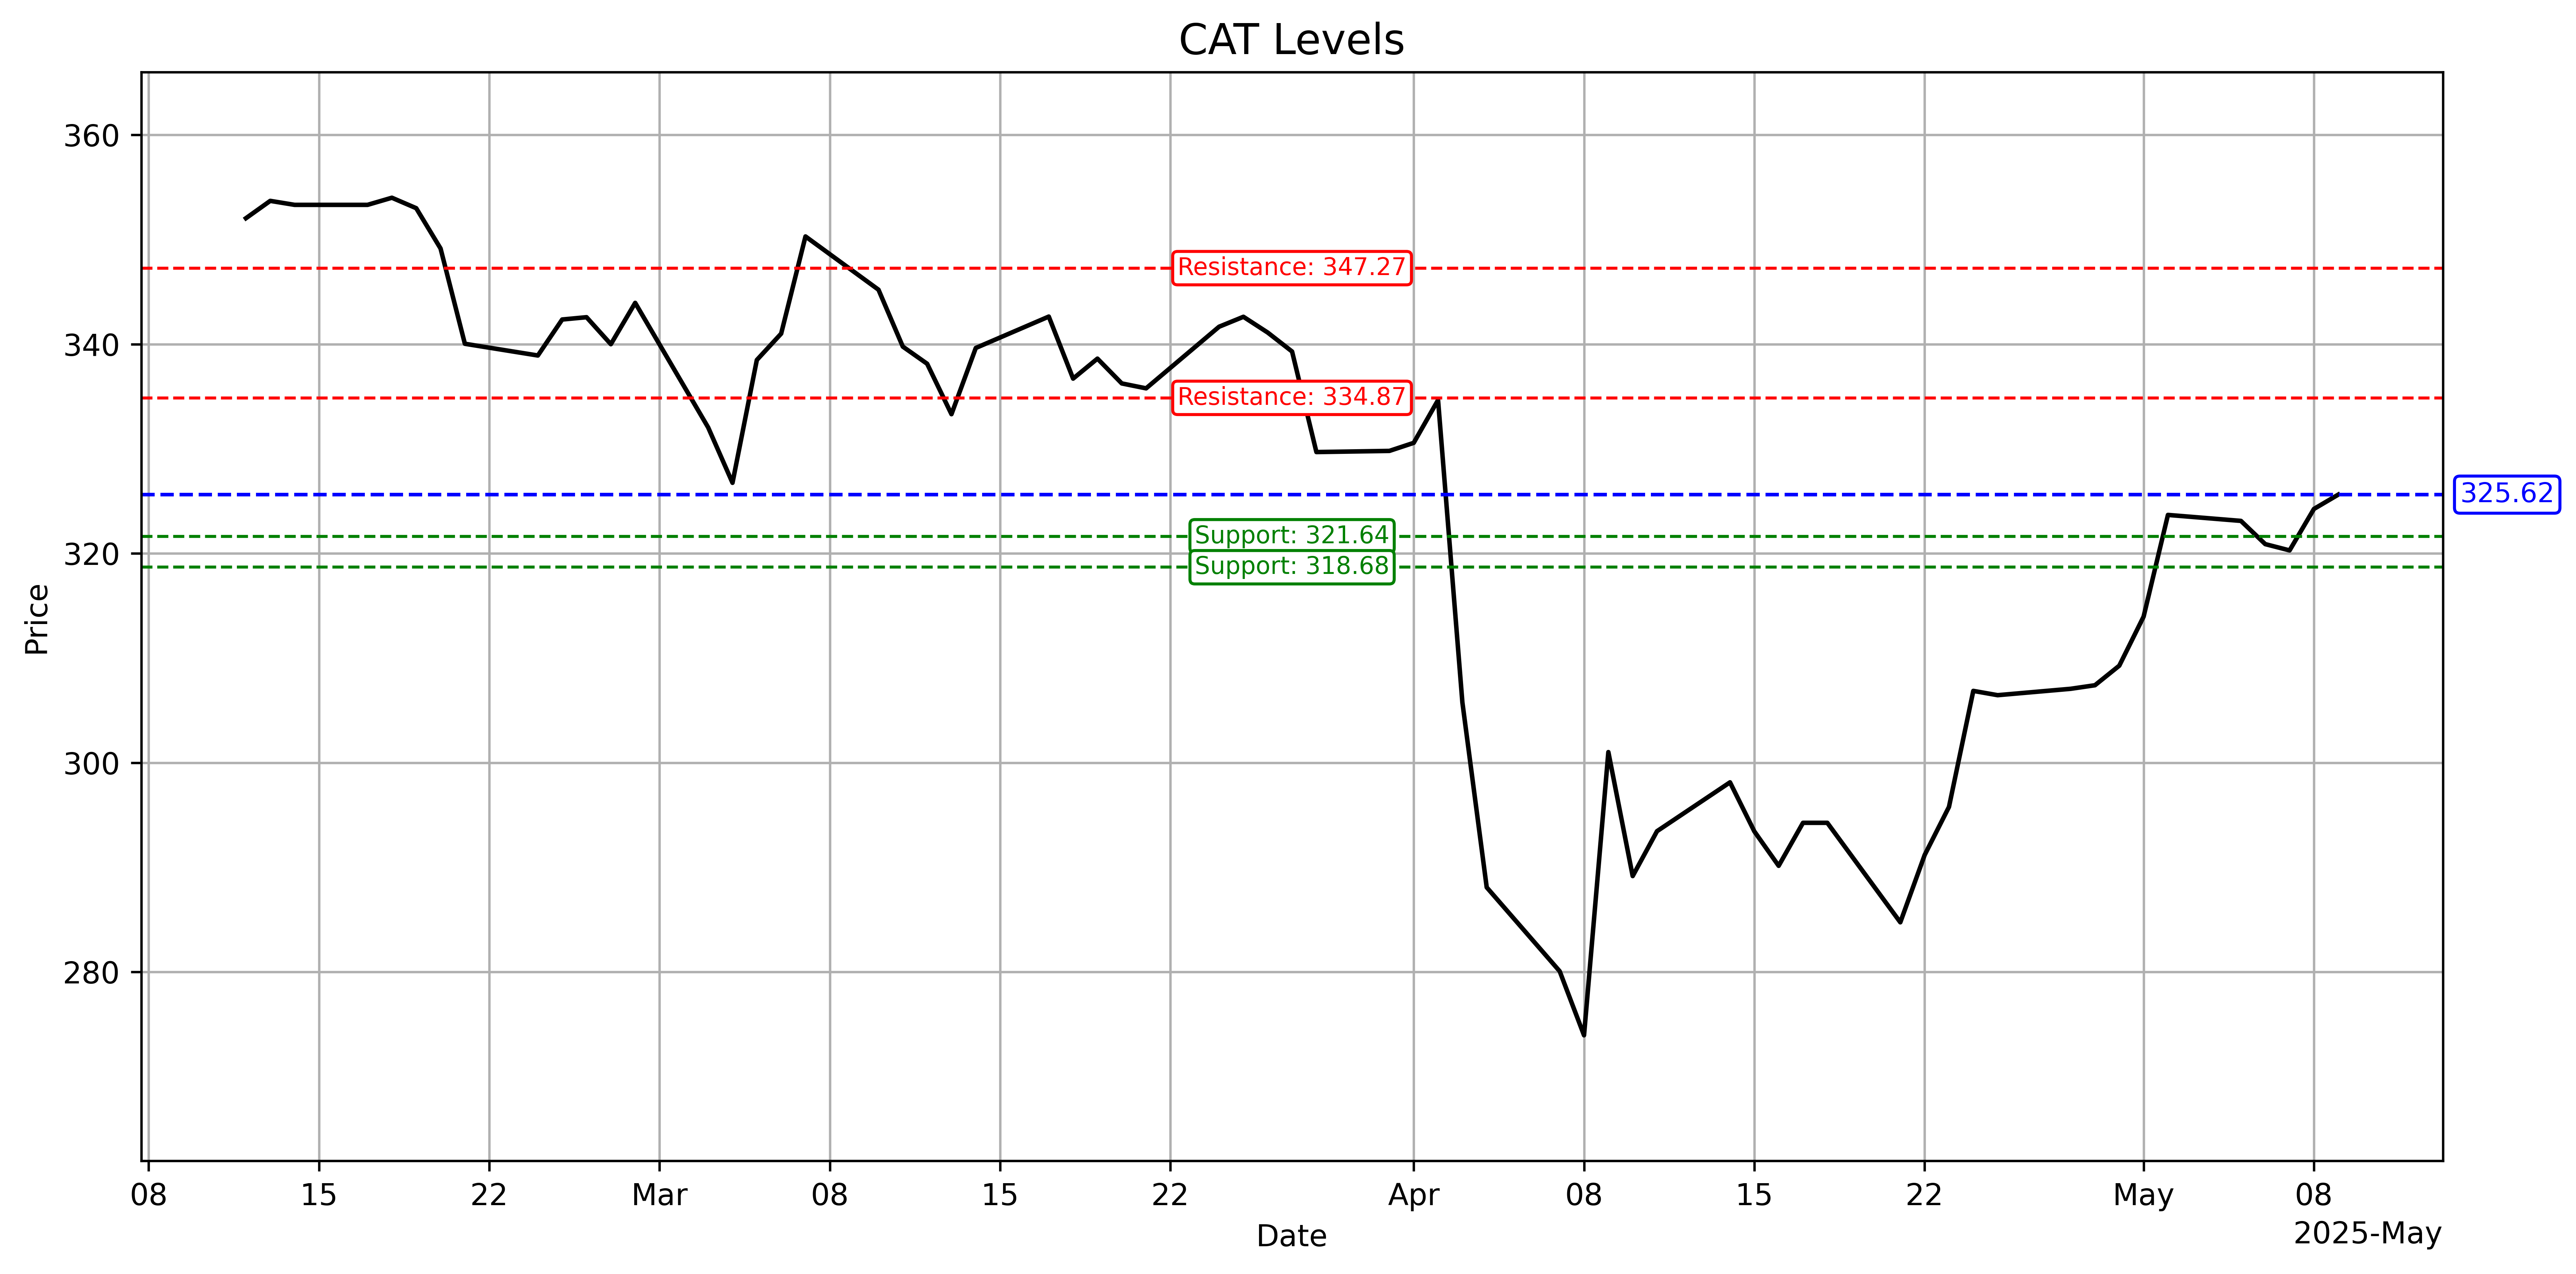 CAT Levels
360
340
320
300
280
Price
Resistance: 347.27
Resistance: 334.87
325.62
Support: 321.64
Support: 318.68
08 15 22 Mar 08 15 22 Apr 08 15 22 May 08
Date
2025-May